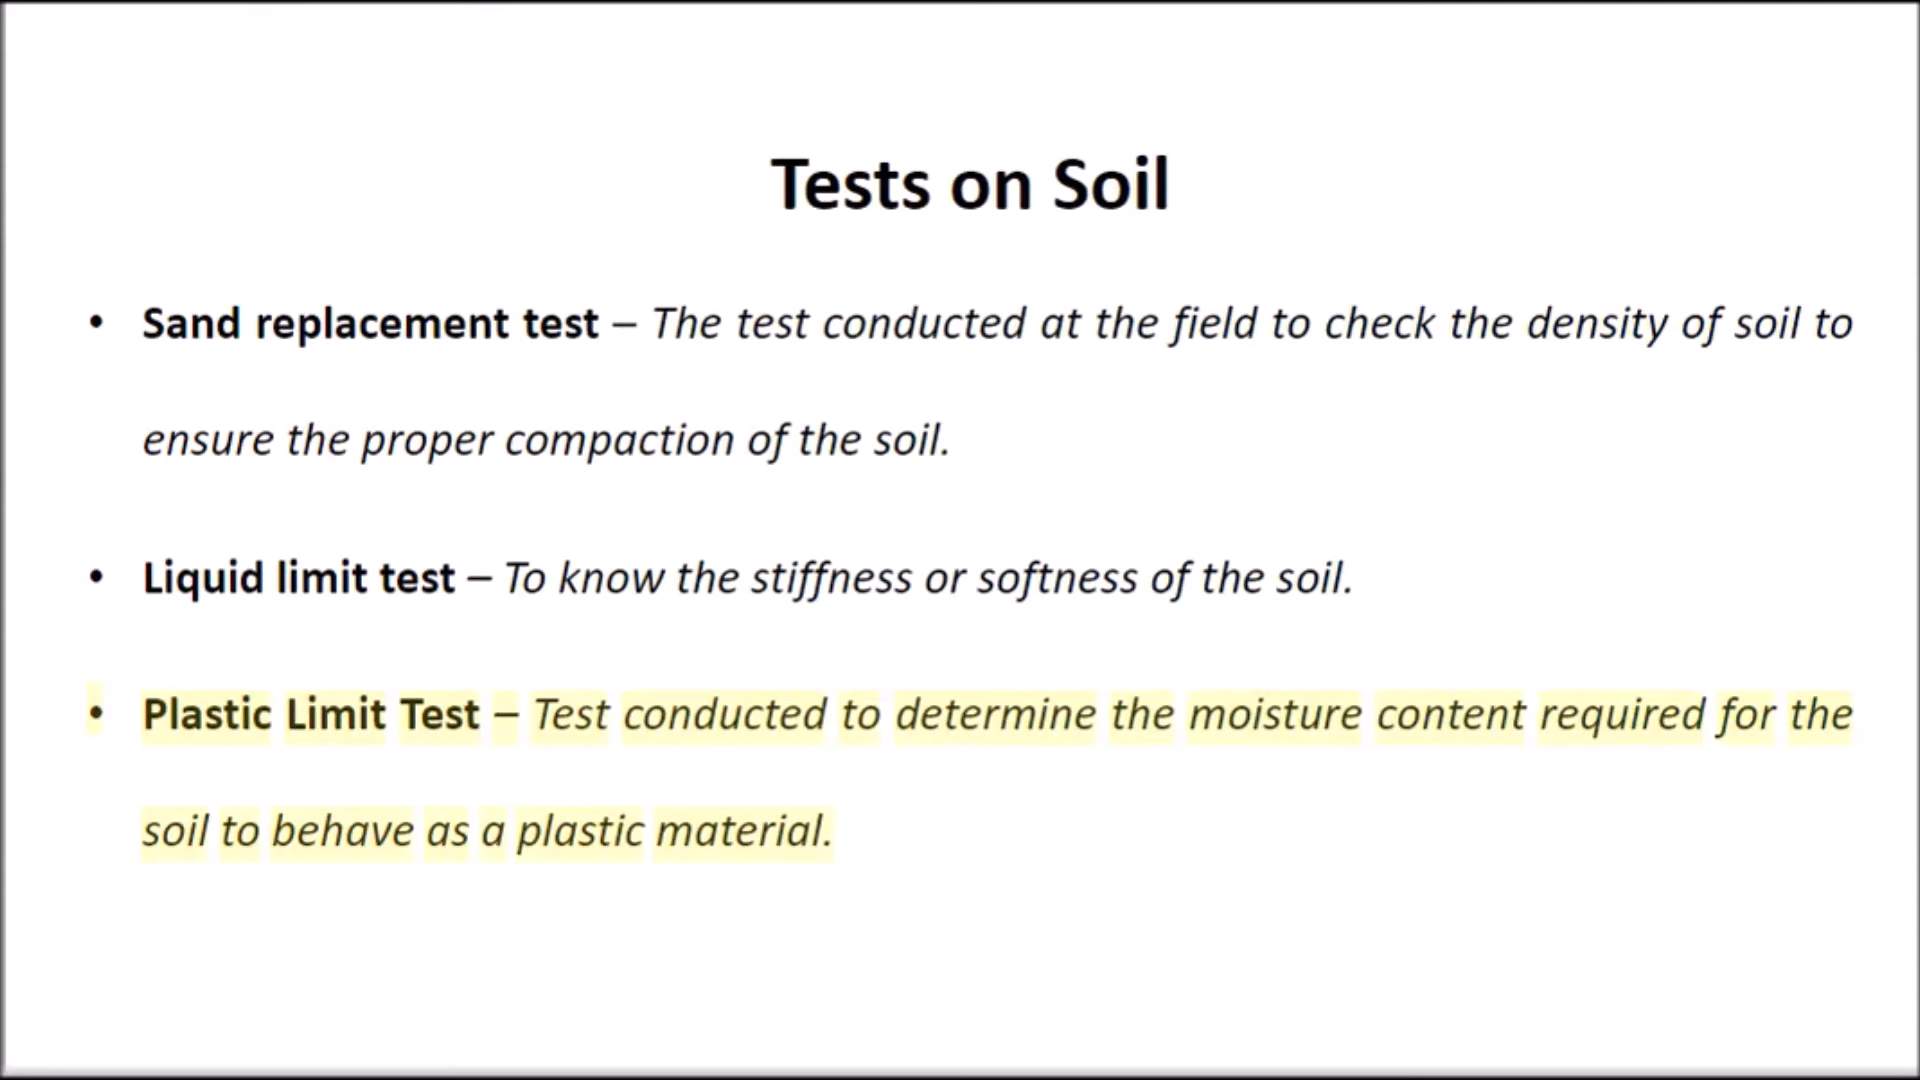 Tests on Soil
• Sand replacement test – The test conducted at the field to check the density of soil to
ensure the proper compaction of the soil.
• Liquid limit test – To know the stiffness or softness of the soil.
• Plastic Limit Test – Test conducted to determine the moisture content required for the
soil to behave as a plastic material.